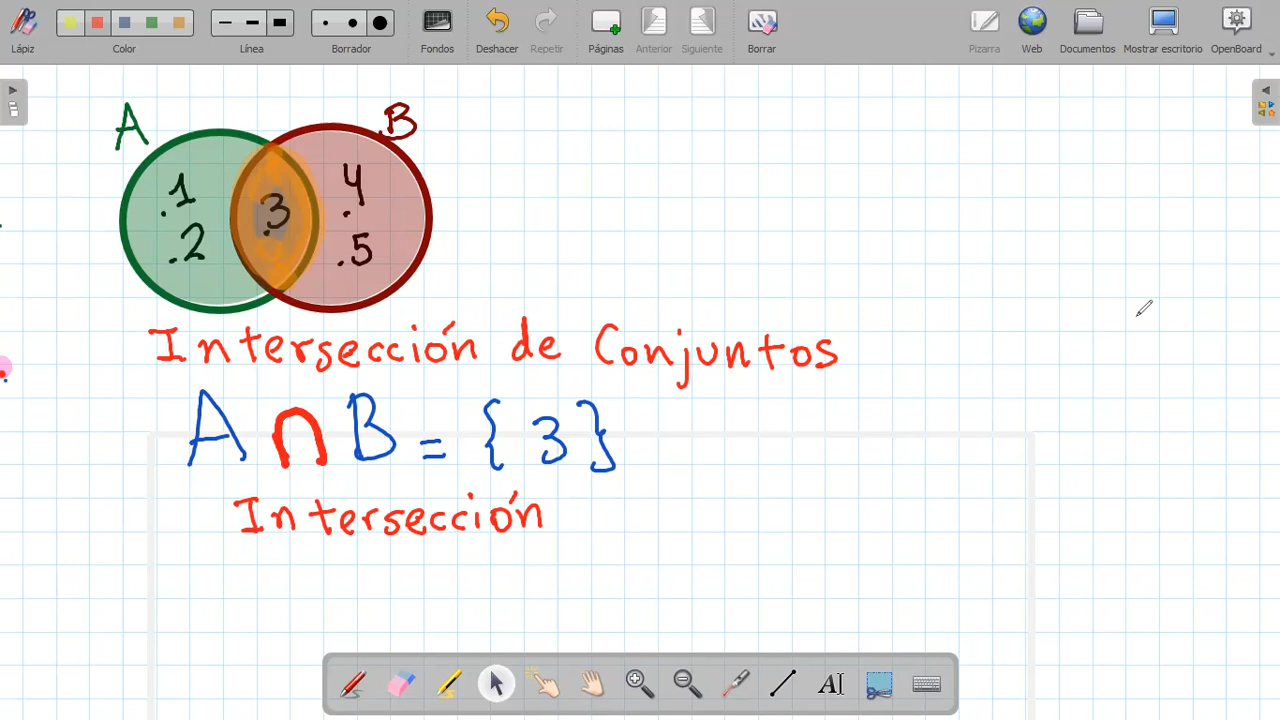 Lápiz Color Línea Borrador Fondos Deshacer Repetir Páginas Anterior Siguiente Borrar Pizarra Web Documentos Mostrar escritorio OpenBoard
A B
.1 .3 4
.2 . .5
Intersección de Conjuntos
A ∩ B = { 3 }
Intersección
AI